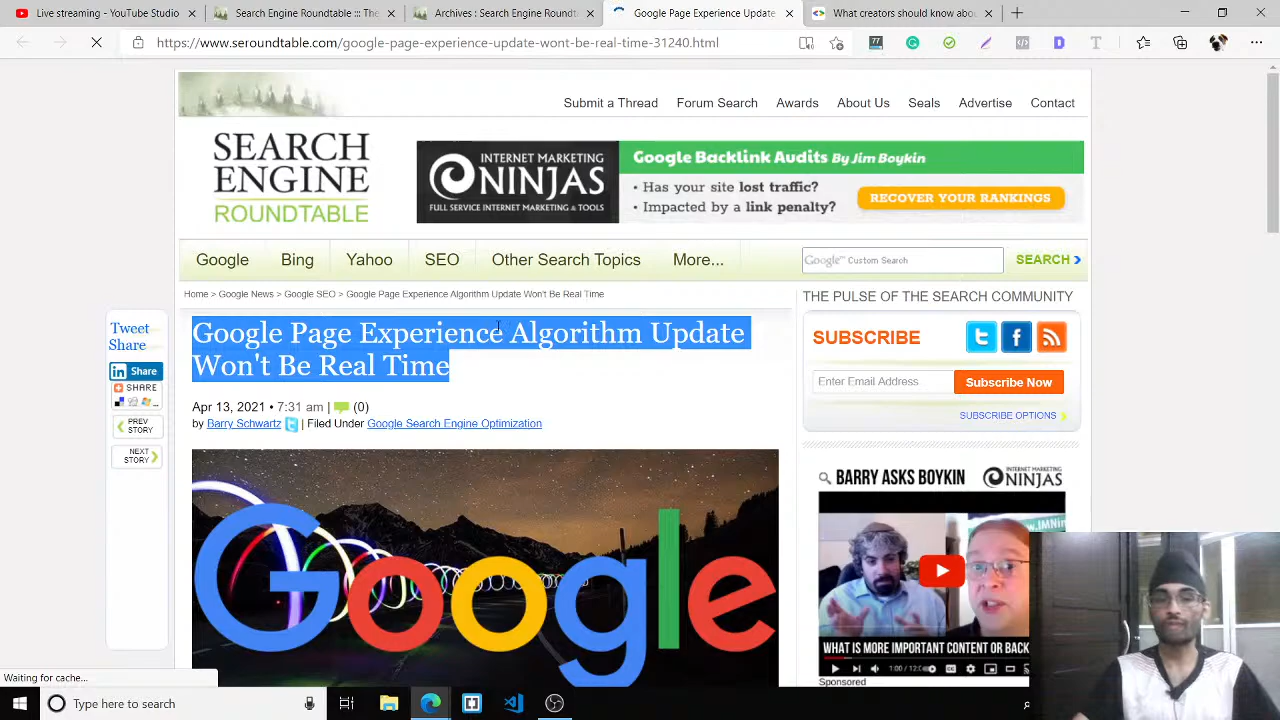 Live streaming - YouTube Studio
Search Engine Roundtable :: The
Archives : Search Engine Roundt
Google Page Experience Update
What creators should know abou
https://www.seroundtable.com/google-page-experience-update-wont-be-real-time-31240.html
77
Submit a Thread Forum Search Awards About Us Seals Advertise Contact
SEARCH
ENGINE
ROUNDTABLE
INTERNET MARKETING
NINJAS
FULL SERVICE INTERNET MARKETING & TOOLS
Google Backlink Audits By Jim Boykin
• Has your site lost traffic?
• Impacted by a link penalty?
RECOVER YOUR RANKINGS
Google Bing Yahoo SEO Other Search Topics More...
Google Custom Search
SEARCH
Home > Google News > Google SEO > Google Page Experience Algorithm Update Won't Be Real Time
THE PULSE OF THE SEARCH COMMUNITY
Tweet
Share
Share
SHARE
PREV
STORY
NEXT
STORY
Google Page Experience Algorithm Update
Won't Be Real Time
Apr 13, 2021 • 7:31 am | (0)
by Barry Schwartz | Filed Under Google Search Engine Optimization
Google
SUBSCRIBE
Enter Email Address
Subscribe Now
SUBSCRIBE OPTIONS
BARRY ASKS BOYKIN
INTERNET MARKETING
NINJAS
WHAT IS MORE IMPORTANT CONTENT OR BACK
Sponsored
Waiting for cache...
Type here to search